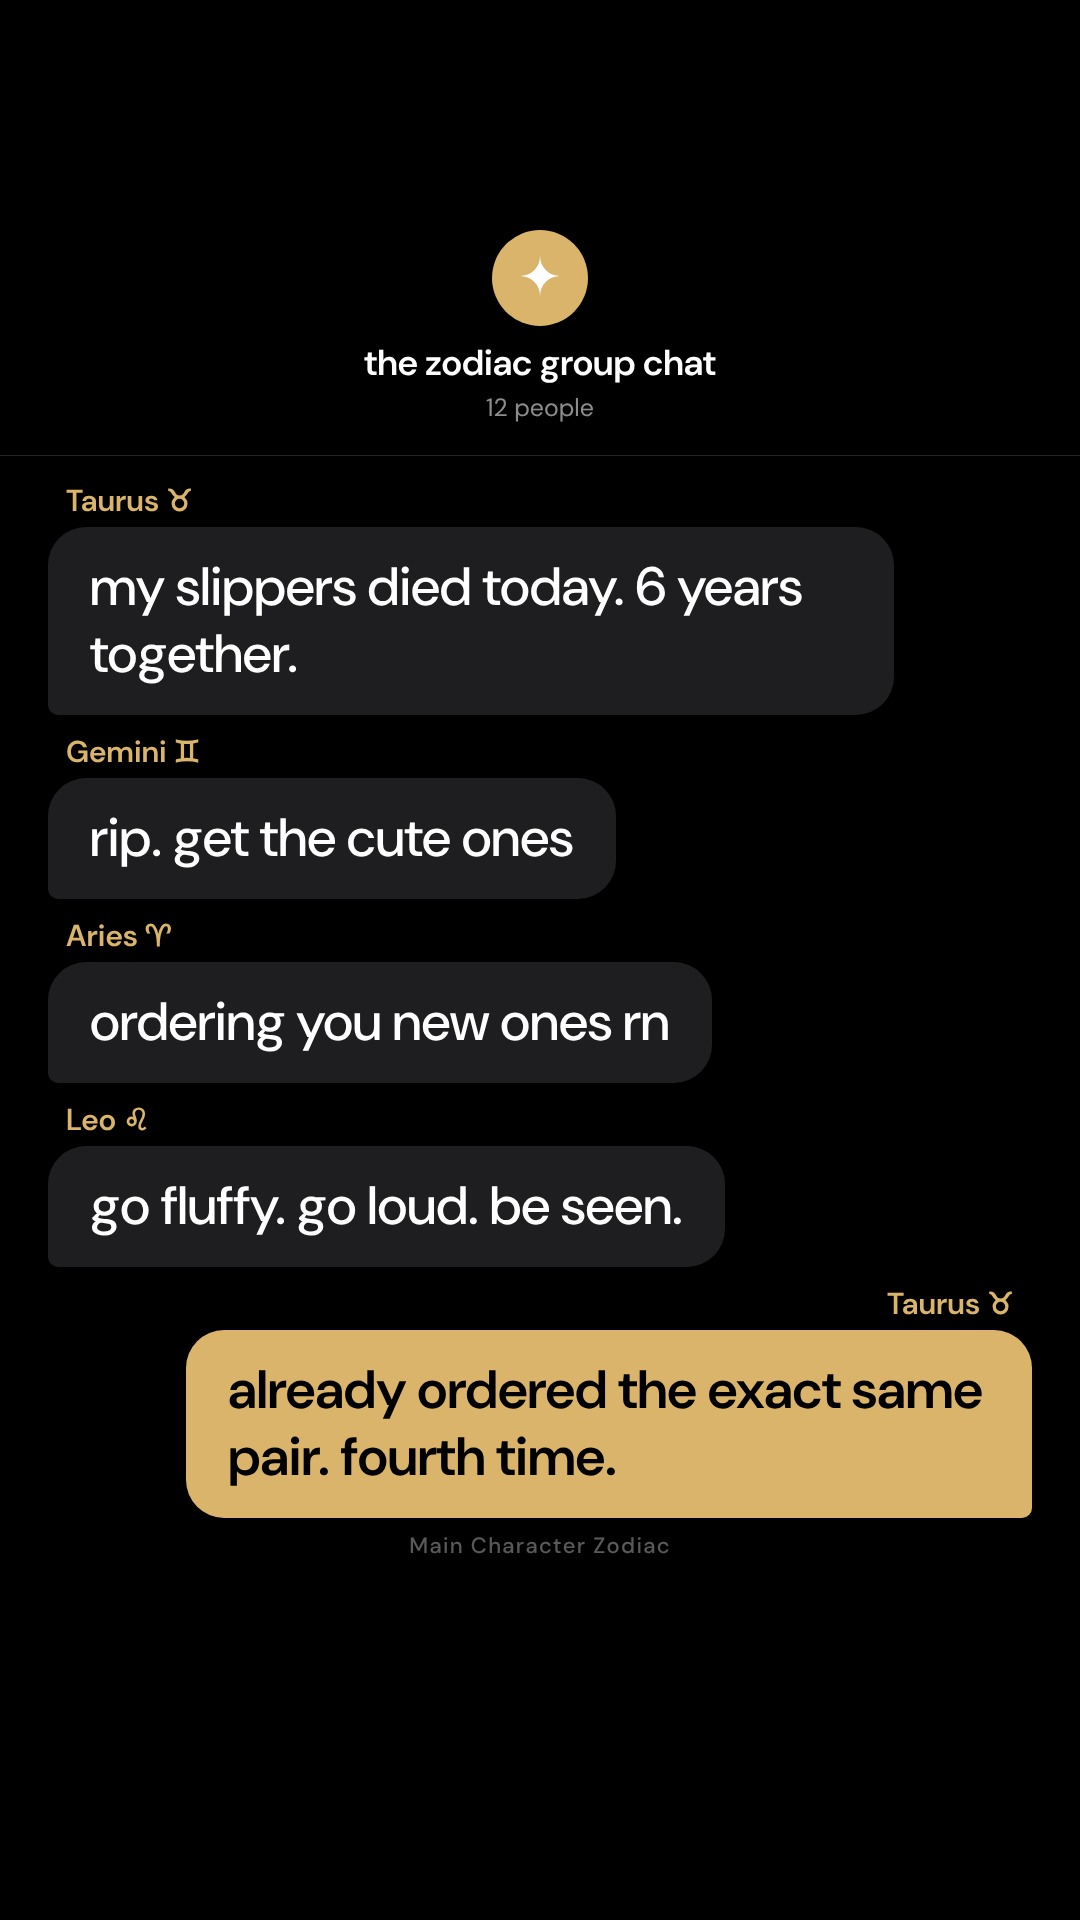 the zodiac group chat
12 people
Taurus ♉
my slippers died today. 6 years
together.
Gemini ♊
rip. get the cute ones
Aries ♈
ordering you new ones rn
Leo ♌
go fluffy. go loud. be seen.
Taurus ♉
already ordered the exact same
pair. fourth time.
Main Character Zodiac